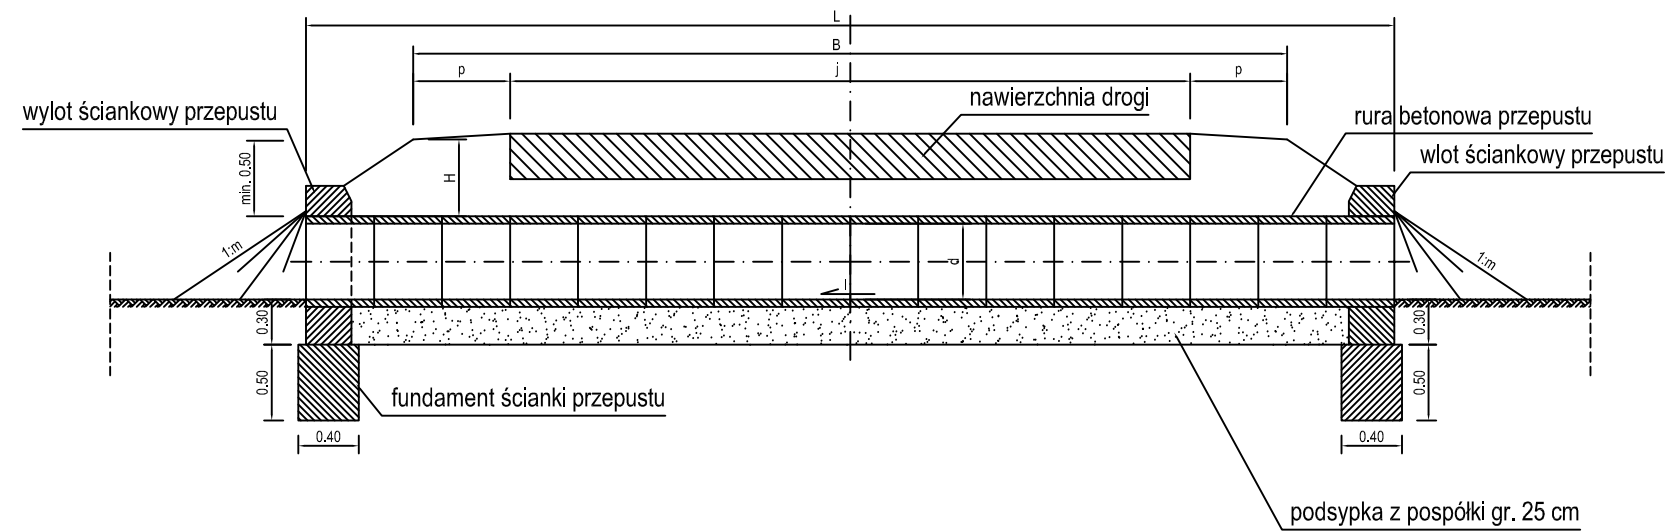 L
B
p
j
p
nawierzchnia drogi
wylot ściankowy przepustu
rura betonowa przepustu
wlot ściankowy przepustu
min. 0.50
H
1:m
d
1:m
i
0.30
0.30
0.50
0.50
fundament ścianki przepustu
0.40
0.40
podsypka z pospółki gr. 25 cm